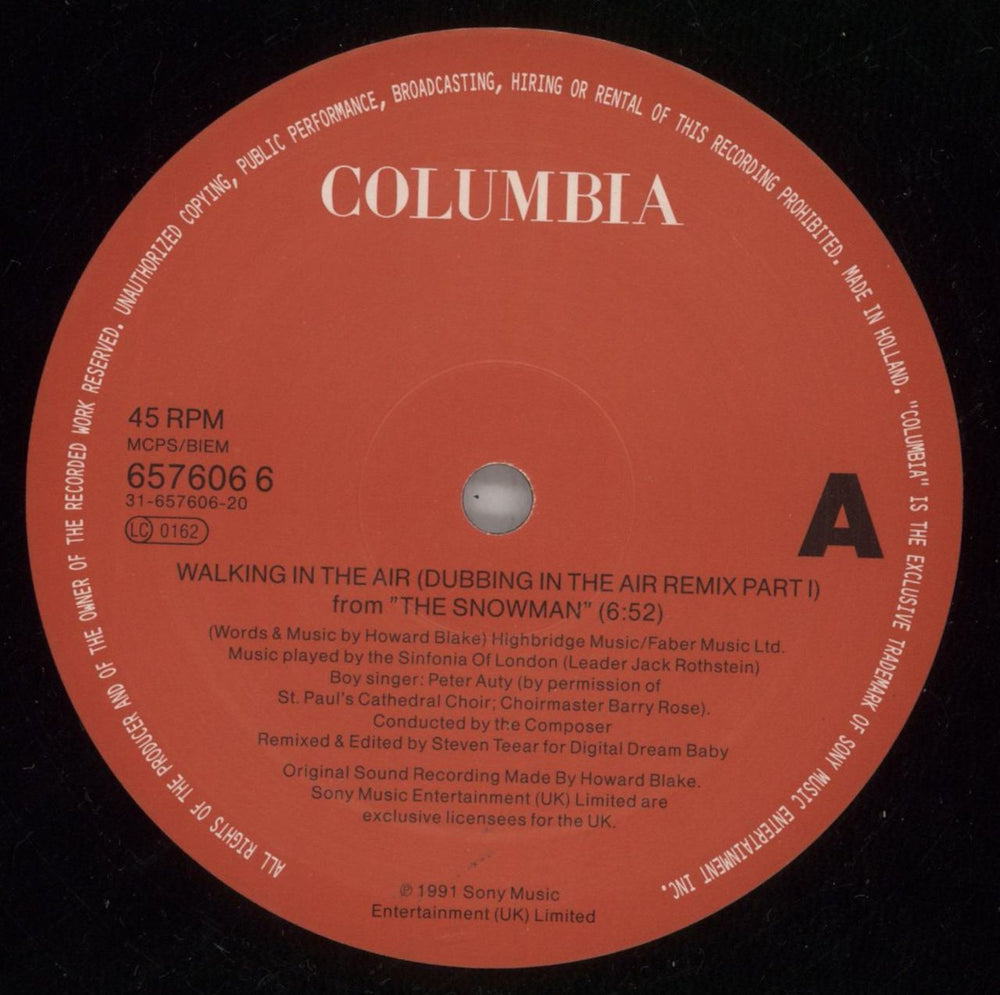 ALL RIGHTS OF THE PRODUCER AND OF THE OWNER OF THE RECORDED WORK RESERVED. UNAUTHORIZED COPYING, PUBLIC PERFORMANCE, BROADCASTING, HIRING OR RENTAL OF THIS RECORDING PROHIBITED. MADE IN HOLLAND. "COLUMBIA" IS THE EXCLUSIVE TRADEMARK OF SONY MUSIC ENTERTAINMENT INC.
COLUMBIA
45 RPM
MCPS/BIEM
657606 6
31-657606-20
LC 0162
A
WALKING IN THE AIR (DUBBING IN THE AIR REMIX PART I)
from "THE SNOWMAN" (6:52)
(Words & Music by Howard Blake) Highbridge Music/Faber Music Ltd.
Music played by the Sinfonia Of London (Leader Jack Rothstein)
Boy singer: Peter Auty (by permission of
St. Paul's Cathedral Choir; Choirmaster Barry Rose).
Conducted by the Composer
Remixed & Edited by Steven Teear for Digital Dream Baby
Original Sound Recording Made By Howard Blake.
Sony Music Entertainment (UK) Limited are
exclusive licensees for the UK.
℗ 1991 Sony Music
Entertainment (UK) Limited